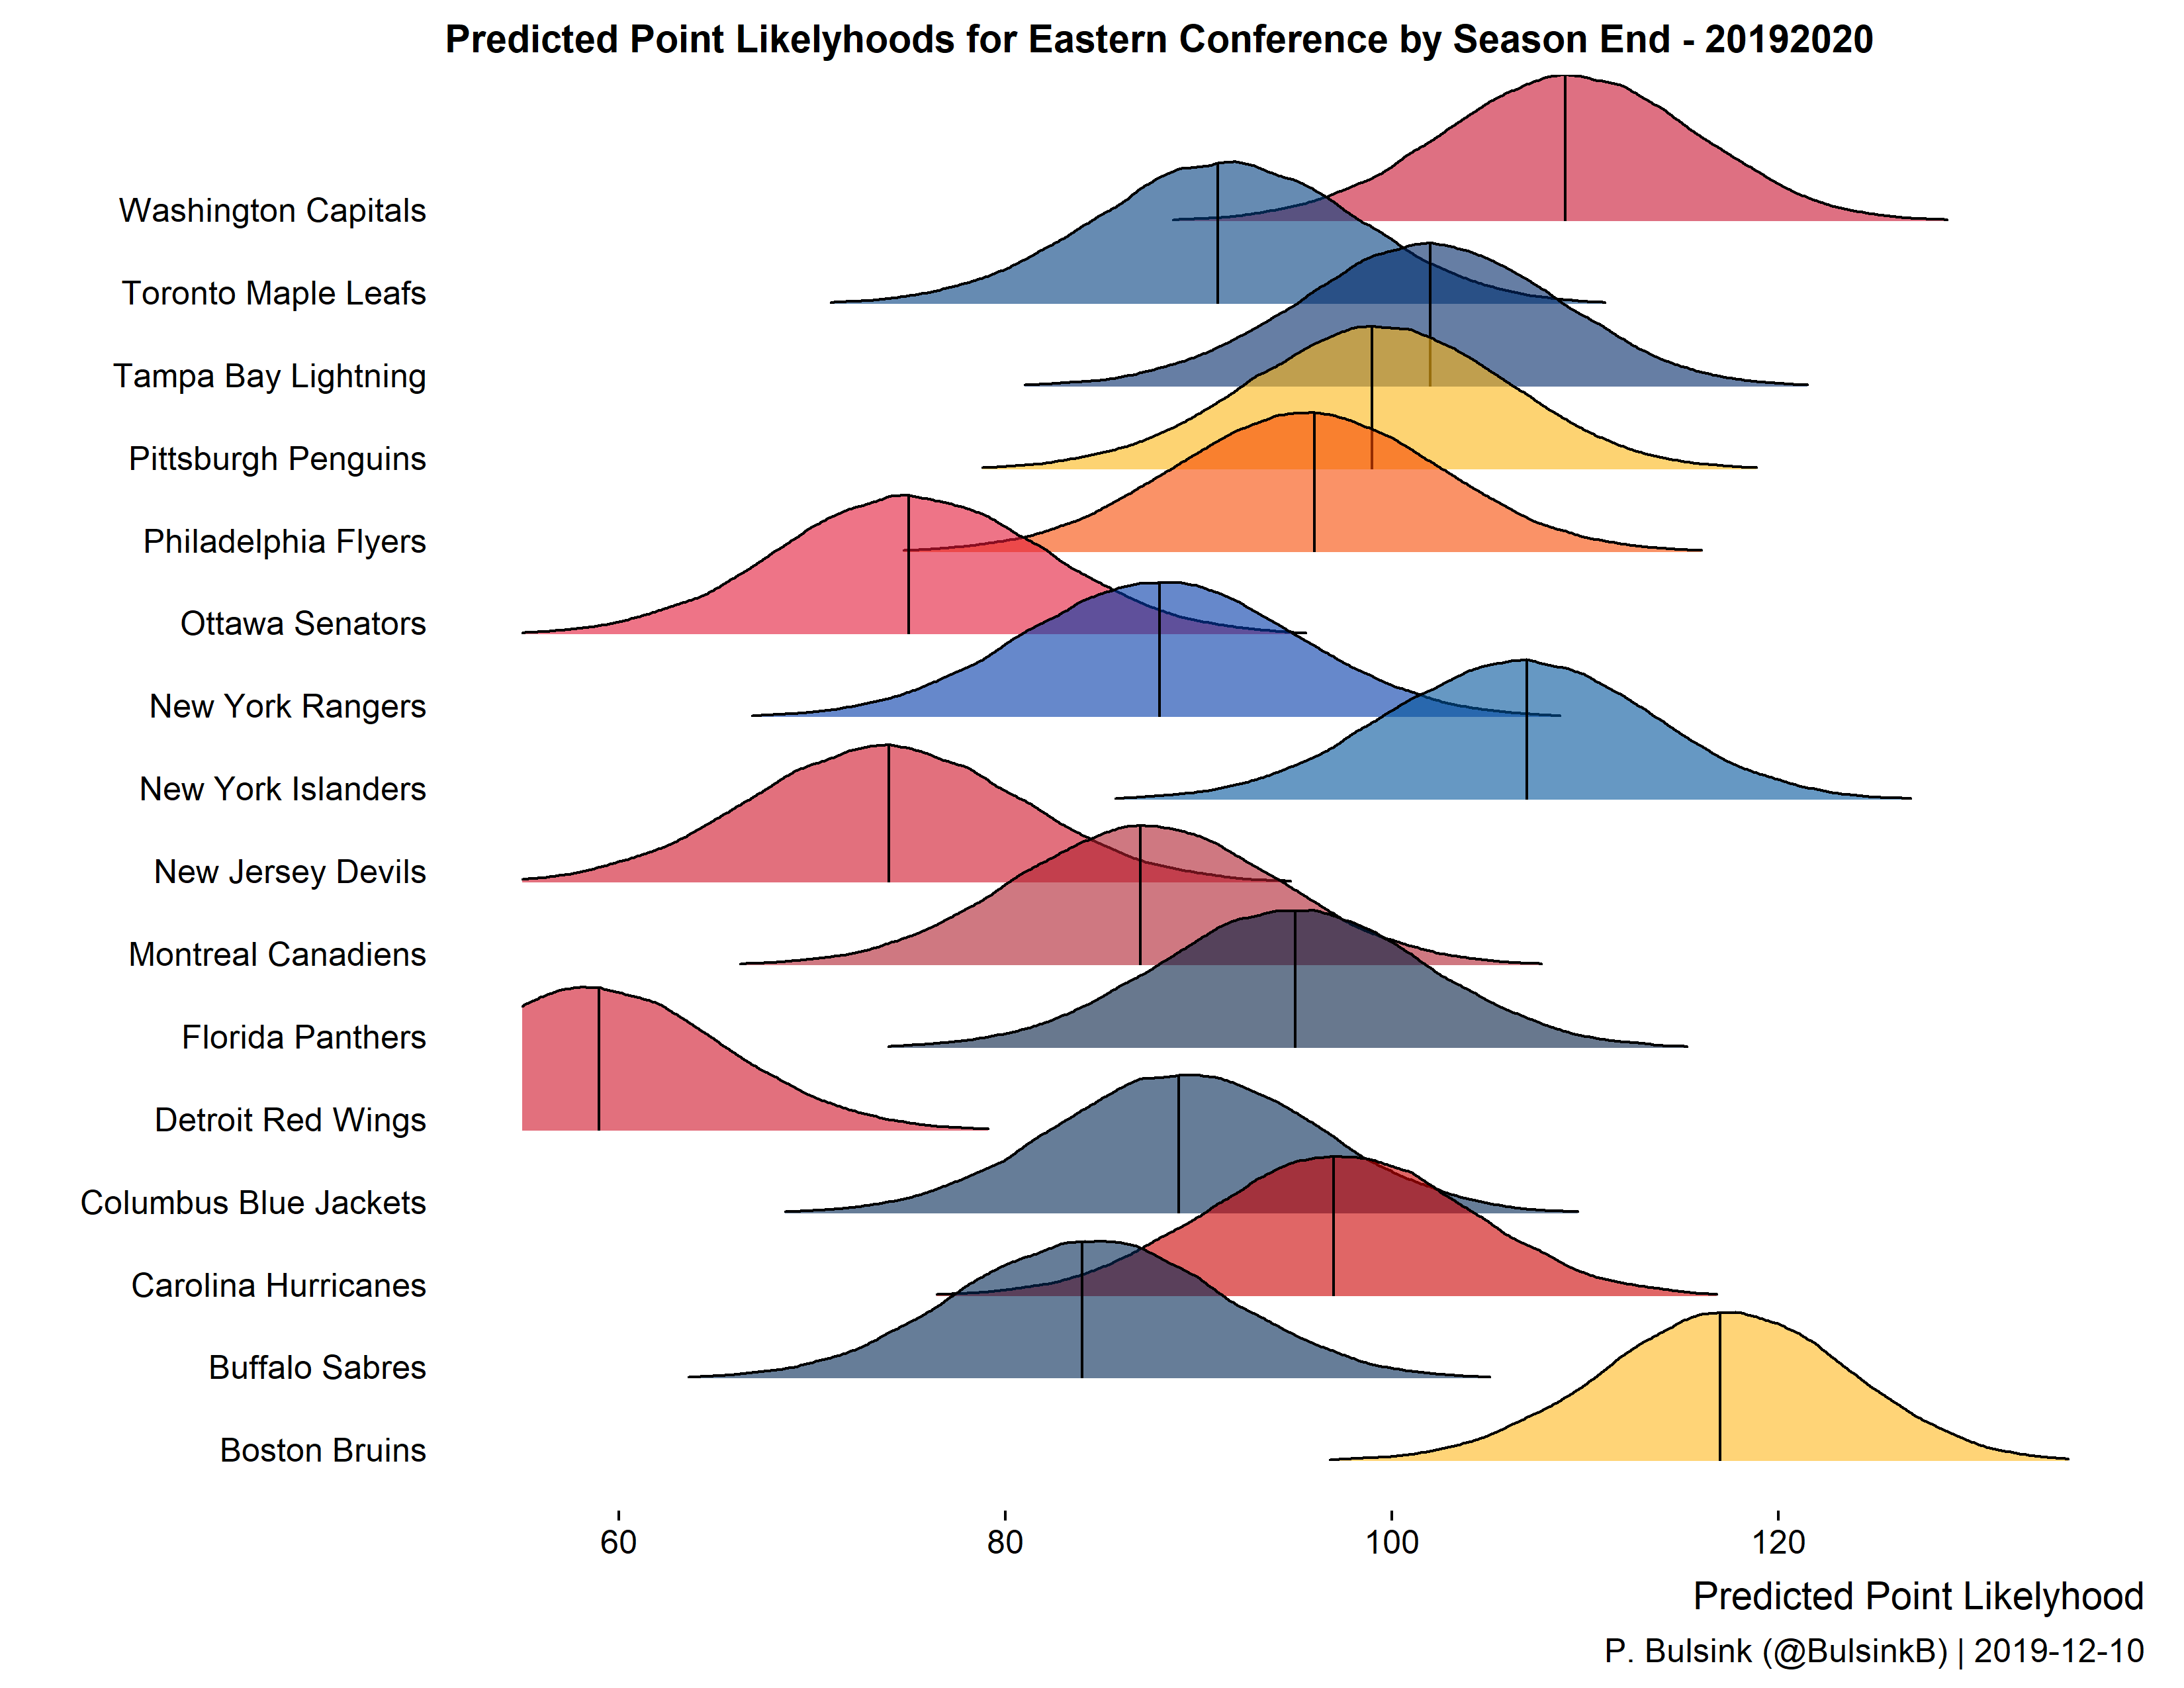 Predicted Point Likelyhoods for Eastern Conference by Season End - 20192020
Washington Capitals
Toronto Maple Leafs
Tampa Bay Lightning
Pittsburgh Penguins
Philadelphia Flyers
Ottawa Senators
New York Rangers
New York Islanders
New Jersey Devils
Montreal Canadiens
Florida Panthers
Detroit Red Wings
Columbus Blue Jackets
Carolina Hurricanes
Buffalo Sabres
Boston Bruins
60 80 100 120
Predicted Point Likelyhood
P. Bulsink (@BulsinkB) | 2019-12-10